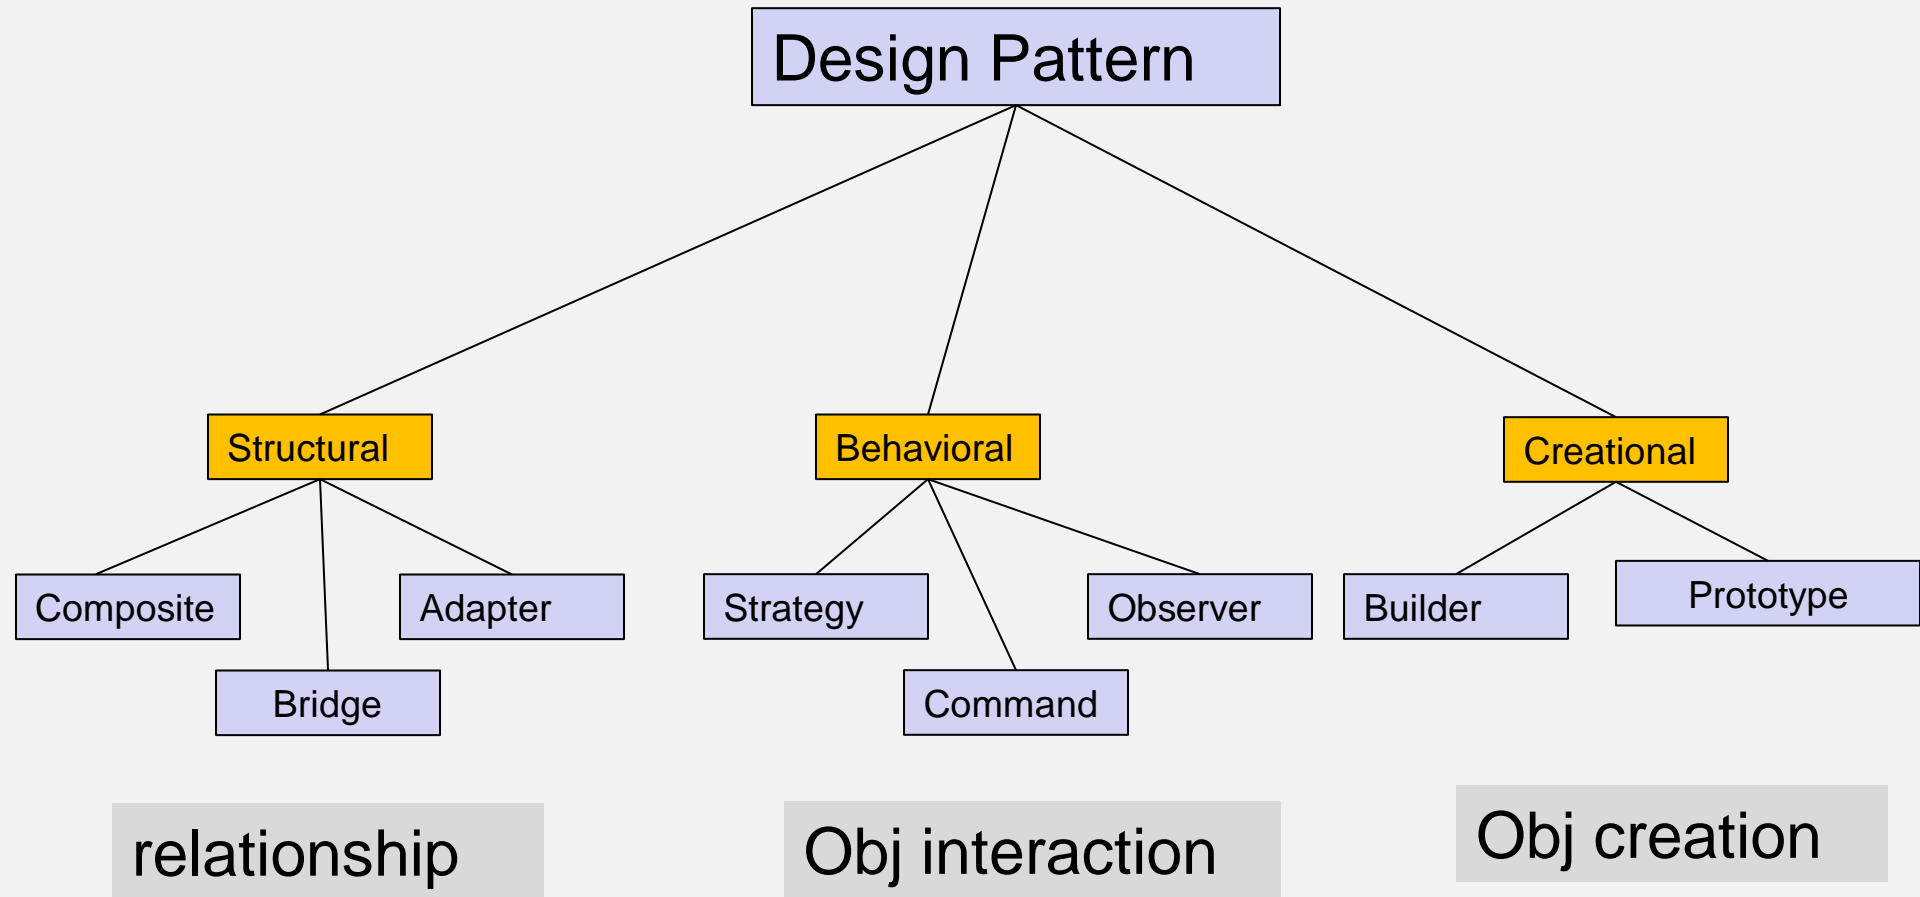 Design Pattern
Structural
Behavioral
Creational
Composite
Adapter
Strategy
Observer
Builder
Prototype
Bridge
Command
relationship
Obj interaction
Obj creation